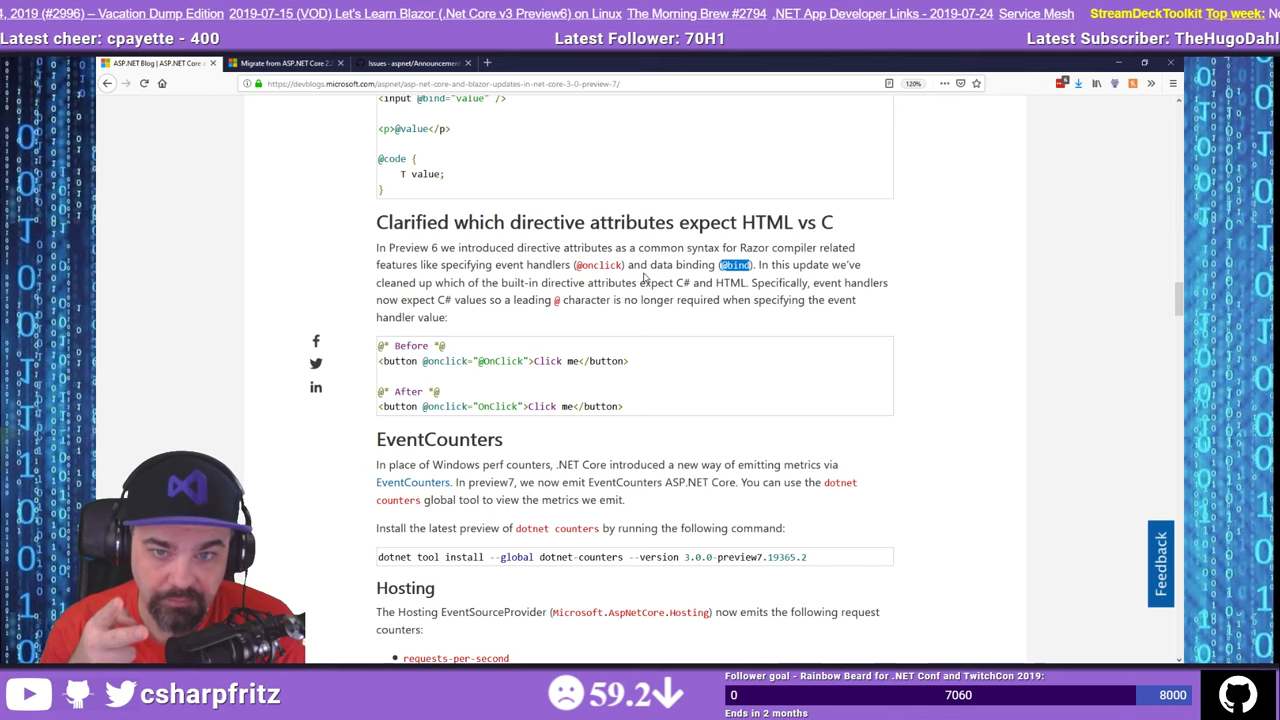 4, 2019 (#2996) – Vacation Dump Edition 2019-07-15 (VOD) Let's Learn Blazor (.Net Core v3 Preview6) on Linux The Morning Brew #2794 .NET App Developer Links - 2019-07-24 Service Mesh StreamDeckToolkit Top week:
Latest cheer: cpayette - 400 Latest Follower: 70H1 Latest Subscriber: TheHugoDahl
ASP.NET Blog | ASP.NET Core Migrate from ASP.NET Core 2.2 Issues · aspnet/Announcement
https://devblogs.microsoft.com/aspnet/asp-net-core-and-blazor-updates-in-net-core-3-0-preview-7/ 120%
<input @bind="value" />
<p>@value</p>
@code {
T value;
}
Clarified which directive attributes expect HTML vs C
In Preview 6 we introduced directive attributes as a common syntax for Razor compiler related
features like specifying event handlers (@onclick) and data binding (@bind). In this update we've
cleaned up which of the built-in directive attributes expect C# and HTML. Specifically, event handlers
now expect C# values so a leading @ character is no longer required when specifying the event
handler value:
@* Before *@
<button @onclick="@OnClick">Click me</button>
@* After *@
<button @onclick="OnClick">Click me</button>
EventCounters
In place of Windows perf counters, .NET Core introduced a new way of emitting metrics via
EventCounters. In preview7, we now emit EventCounters ASP.NET Core. You can use the dotnet
counters global tool to view the metrics we emit.
Install the latest preview of dotnet counters by running the following command:
dotnet tool install --global dotnet-counters --version 3.0.0-preview7.19365.2
Hosting
The Hosting EventSourceProvider (Microsoft.AspNetCore.Hosting) now emits the following request
counters:
requests-per-second
Feedback
csharpfritz
59.2
Follower goal - Rainbow Beard for .NET Conf and TwitchCon 2019:
0 7060 8000
Ends in 2 months